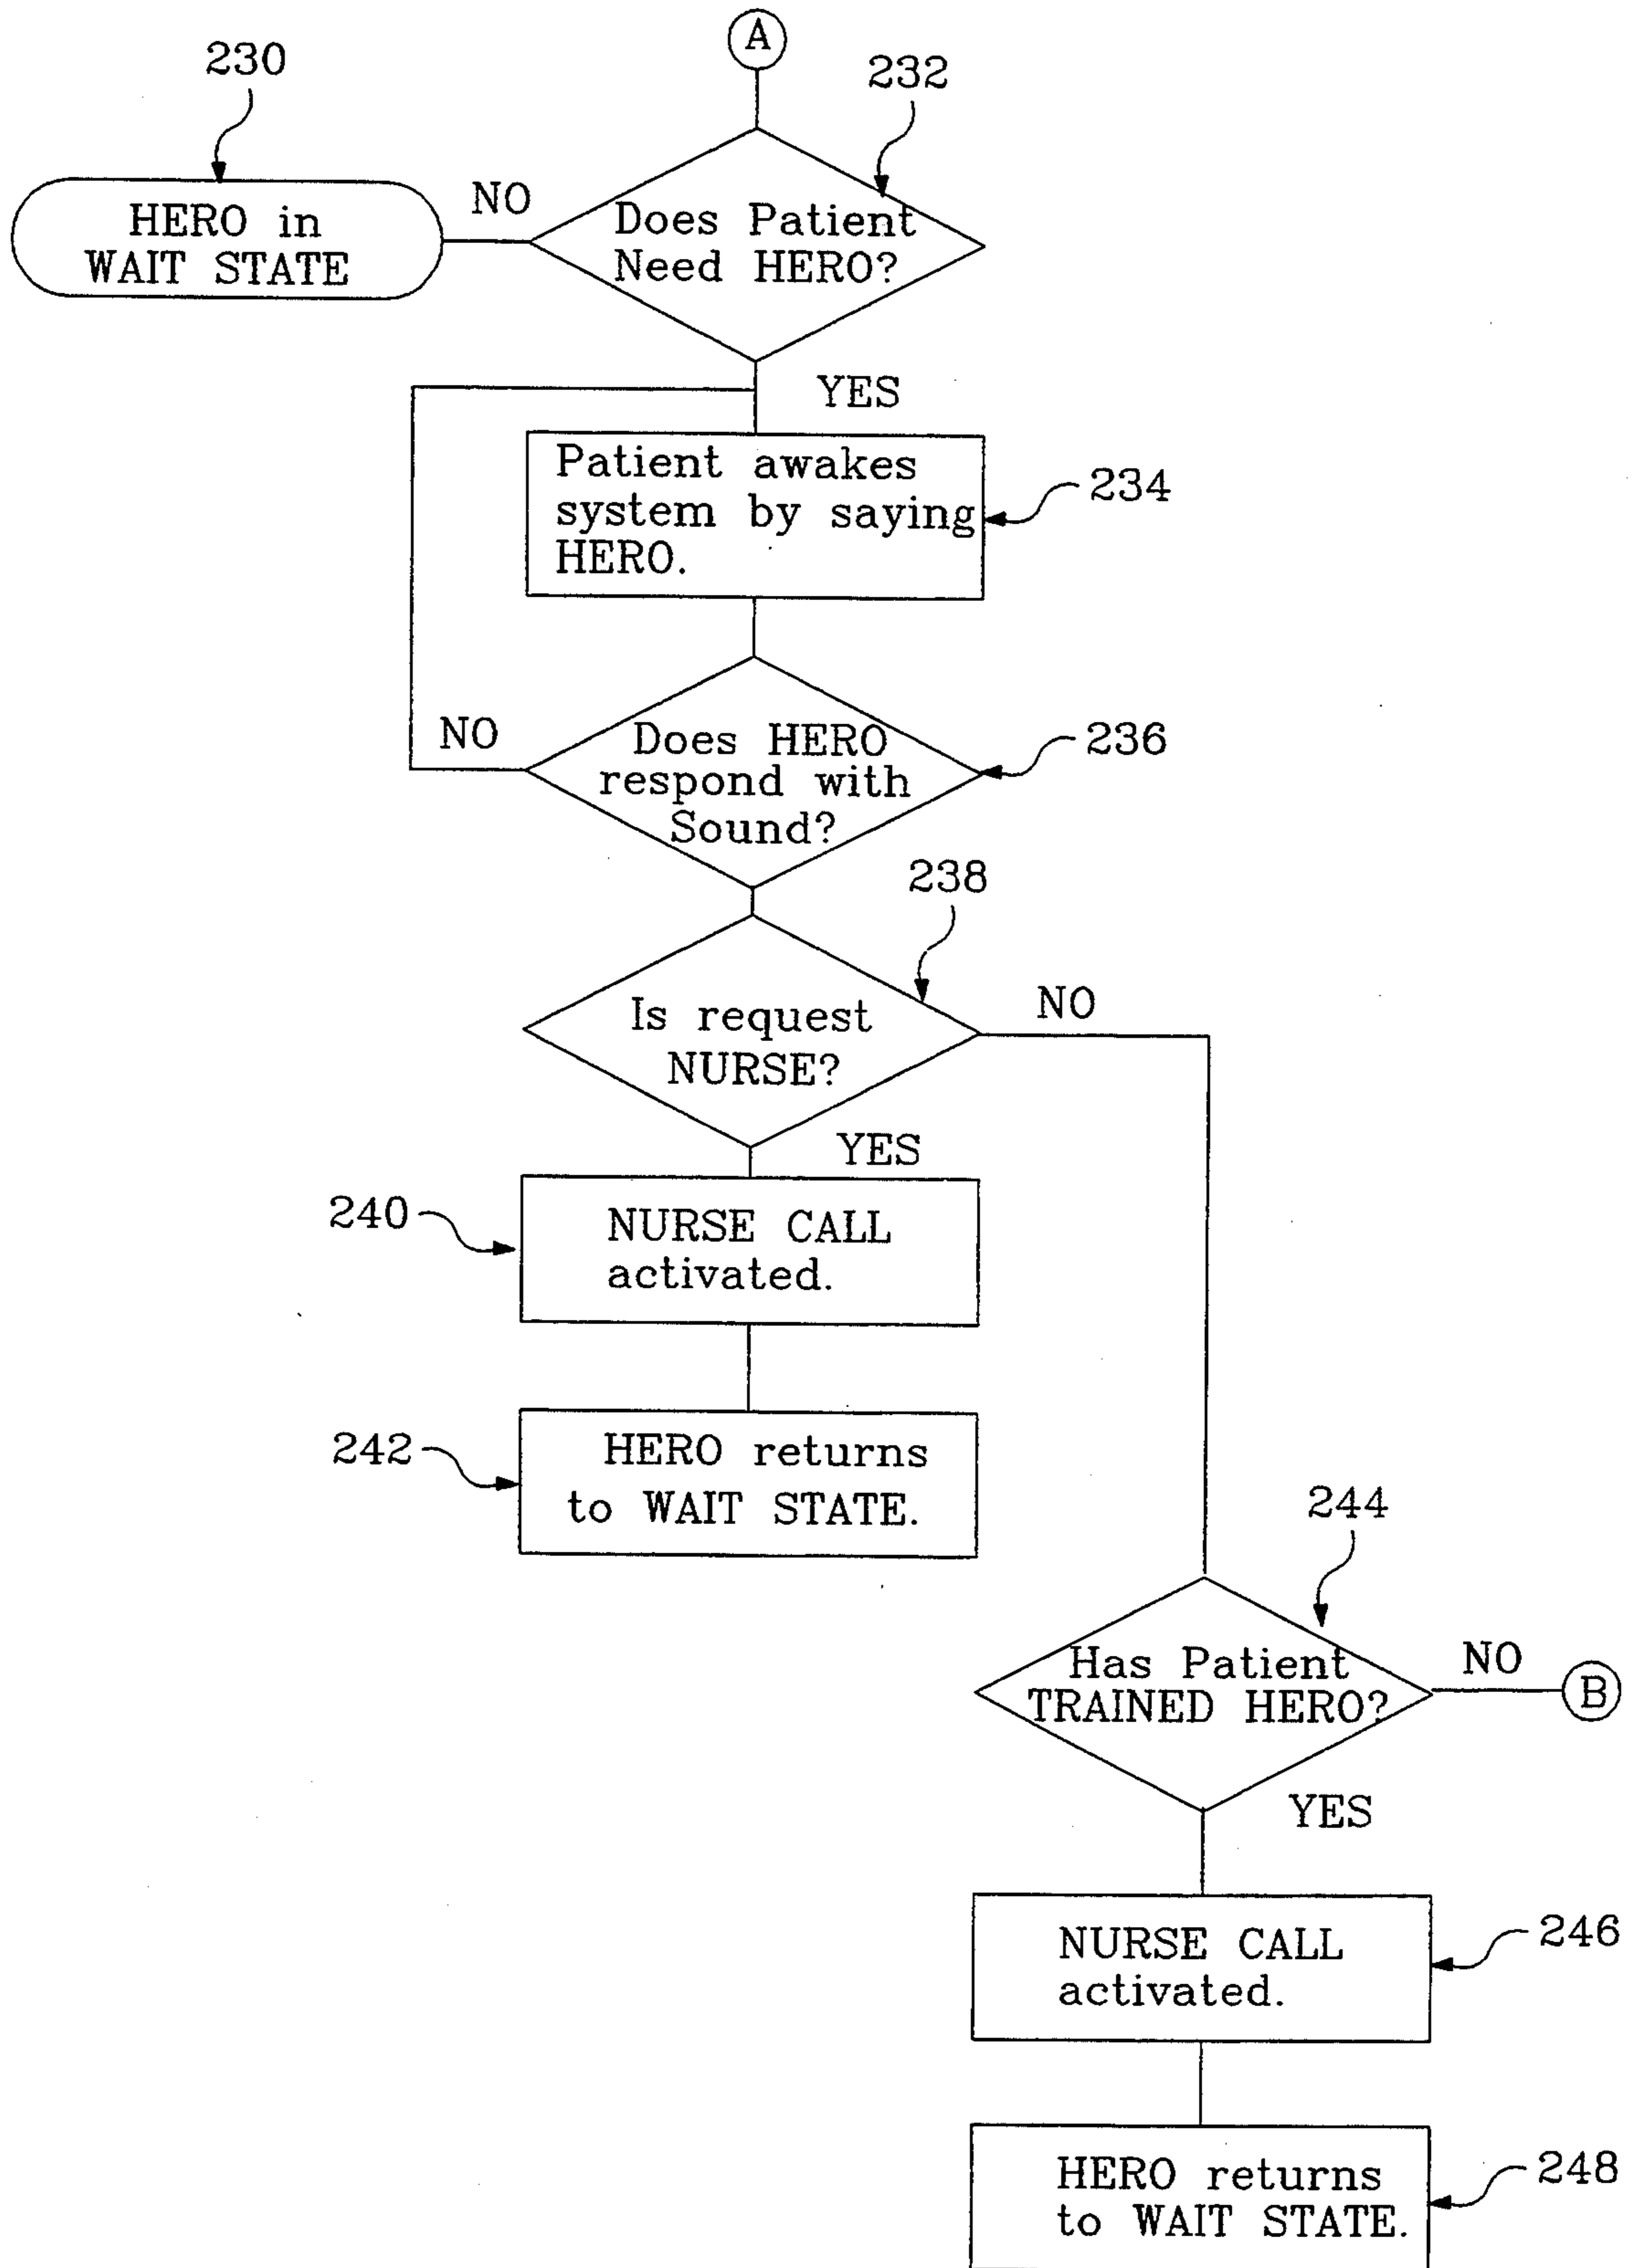 A
230
232
HERO in
WAIT STATE
NO
Does Patient
Need HERO?
YES
Patient awakes
system by saying
HERO.
234
NO
Does HERO
respond with
Sound?
236
238
Is request
NURSE?
NO
YES
240
NURSE CALL
activated.
242
HERO returns
to WAIT STATE.
244
Has Patient
TRAINED HERO?
NO
B
YES
NURSE CALL
activated.
246
HERO returns
to WAIT STATE.
248